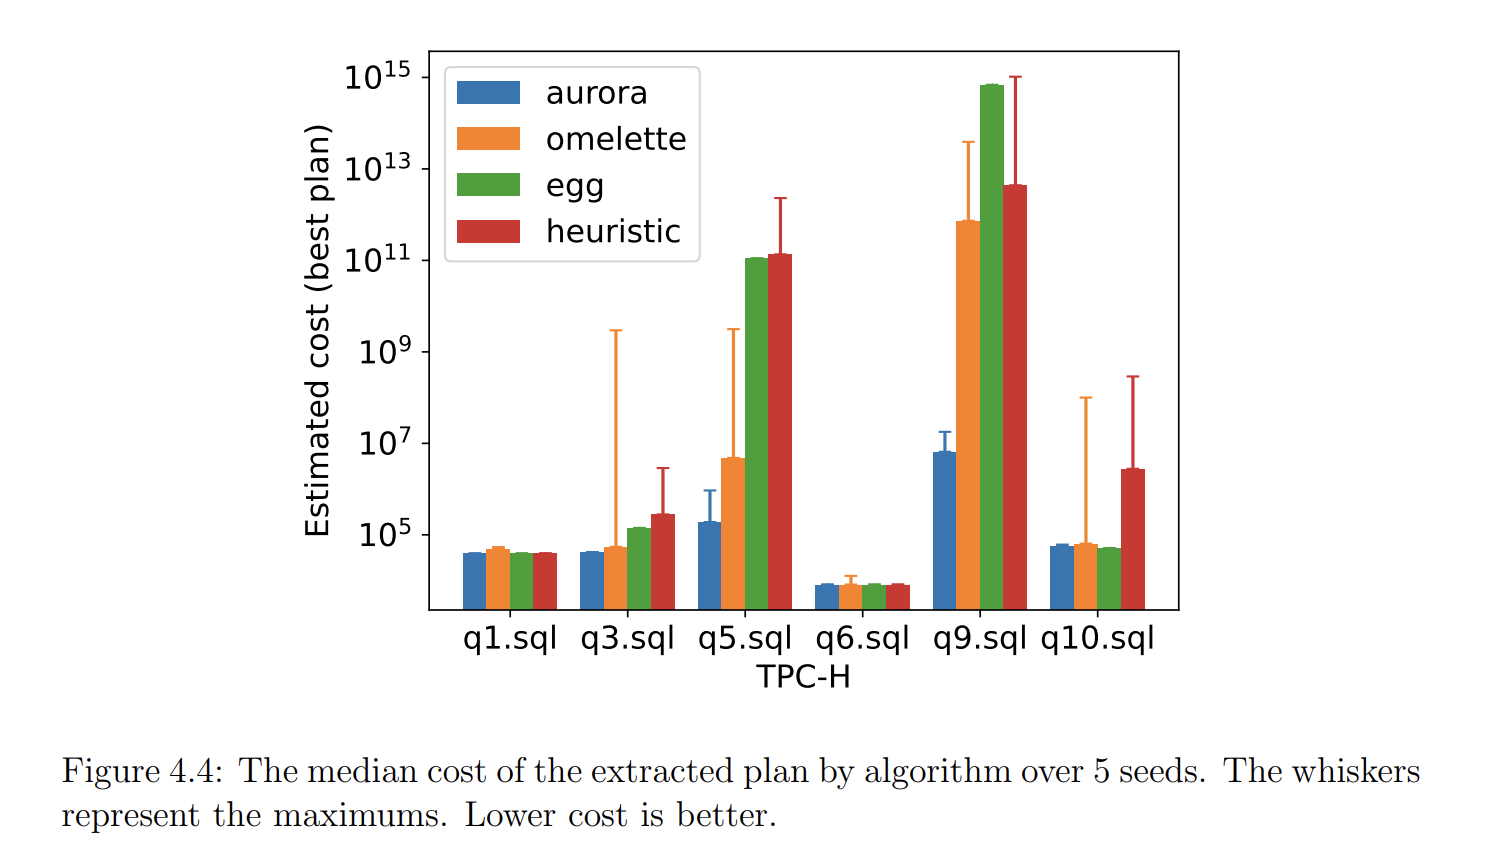 10^15
10^13
10^11
10^9
10^7
10^5
Estimated cost (best plan)
aurora
omelette
egg
heuristic
q1.sql q3.sql q5.sql q6.sql q9.sql q10.sql
TPC-H
Figure 4.4: The median cost of the extracted plan by algorithm over 5 seeds. The whiskers
represent the maximums. Lower cost is better.